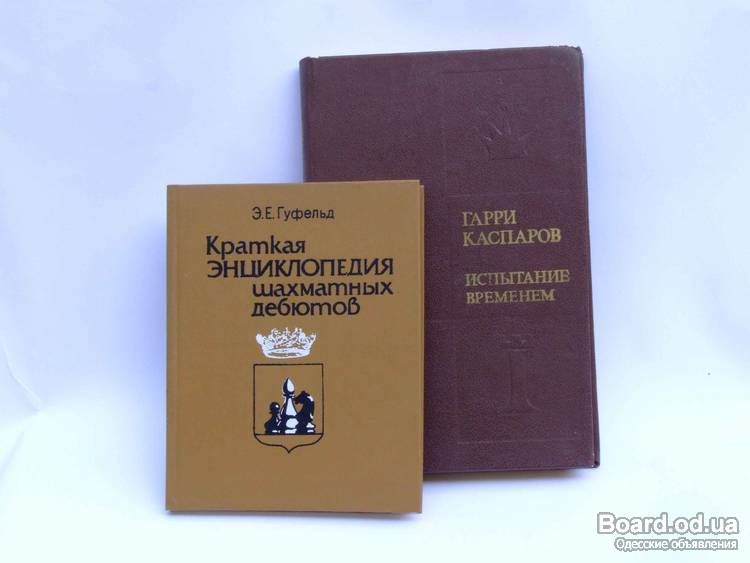 Э.Е.Гуфельд
Краткая
ЭНЦИКЛОПЕДИЯ
шахматных
дебютов
ГАРРИ
КАСПАРОВ
ИСПЫТАНИЕ
ВРЕМЕНЕМ
Board.od.ua
Одесские объявления